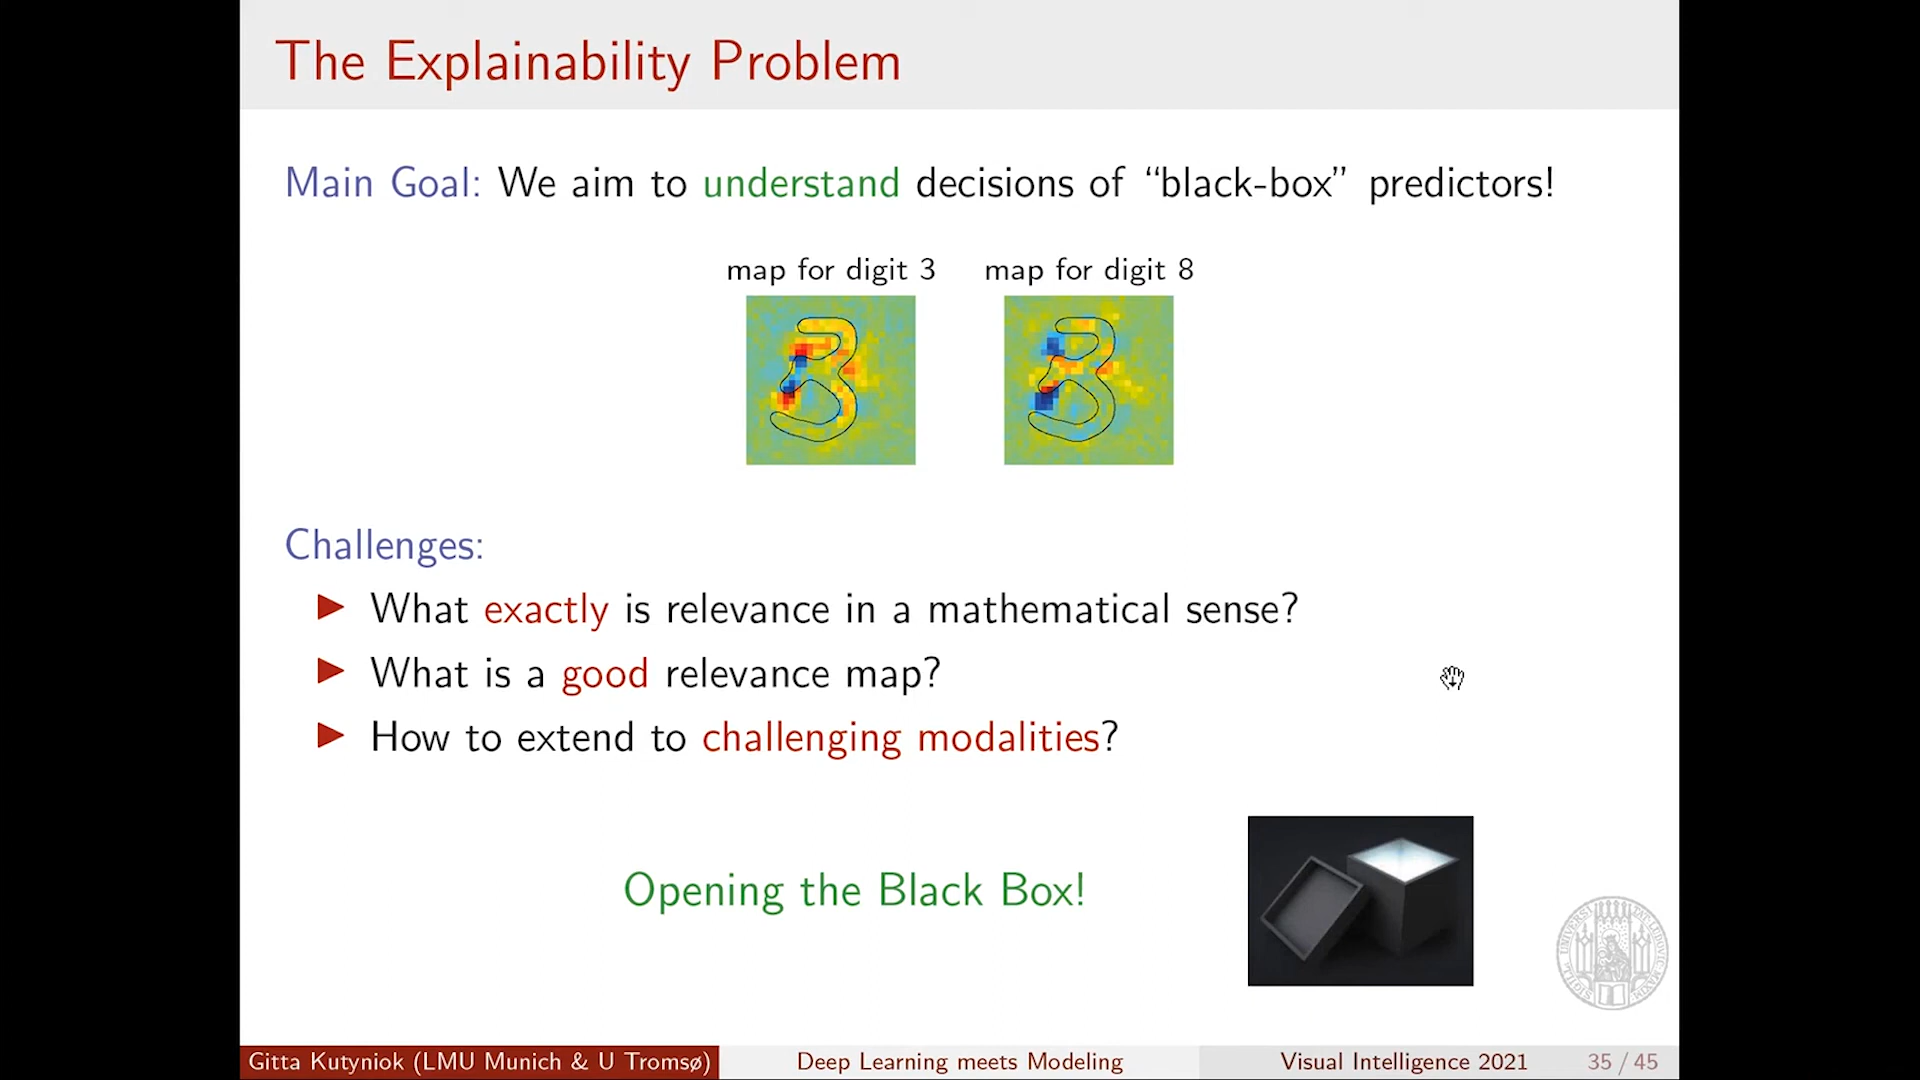 The Explainability Problem
Main Goal: We aim to understand decisions of “black-box” predictors!
map for digit 3 map for digit 8
Challenges:
▶ What exactly is relevance in a mathematical sense?
▶ What is a good relevance map?
▶ How to extend to challenging modalities?
Opening the Black Box!
Gitta Kutyniok (LMU Munich & U Tromsø) Deep Learning meets Modeling Visual Intelligence 2021 35 / 45